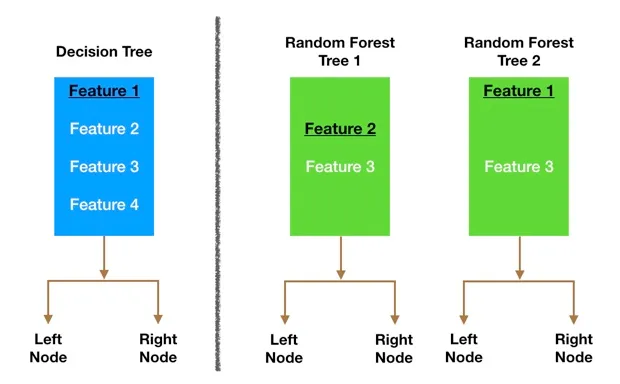 Decision Tree
Feature 1
Feature 2
Feature 3
Feature 4
Left
Node
Right
Node
Random Forest
Tree 1
Feature 2
Feature 3
Left
Node
Right
Node
Random Forest
Tree 2
Feature 1
Feature 3
Left
Node
Right
Node